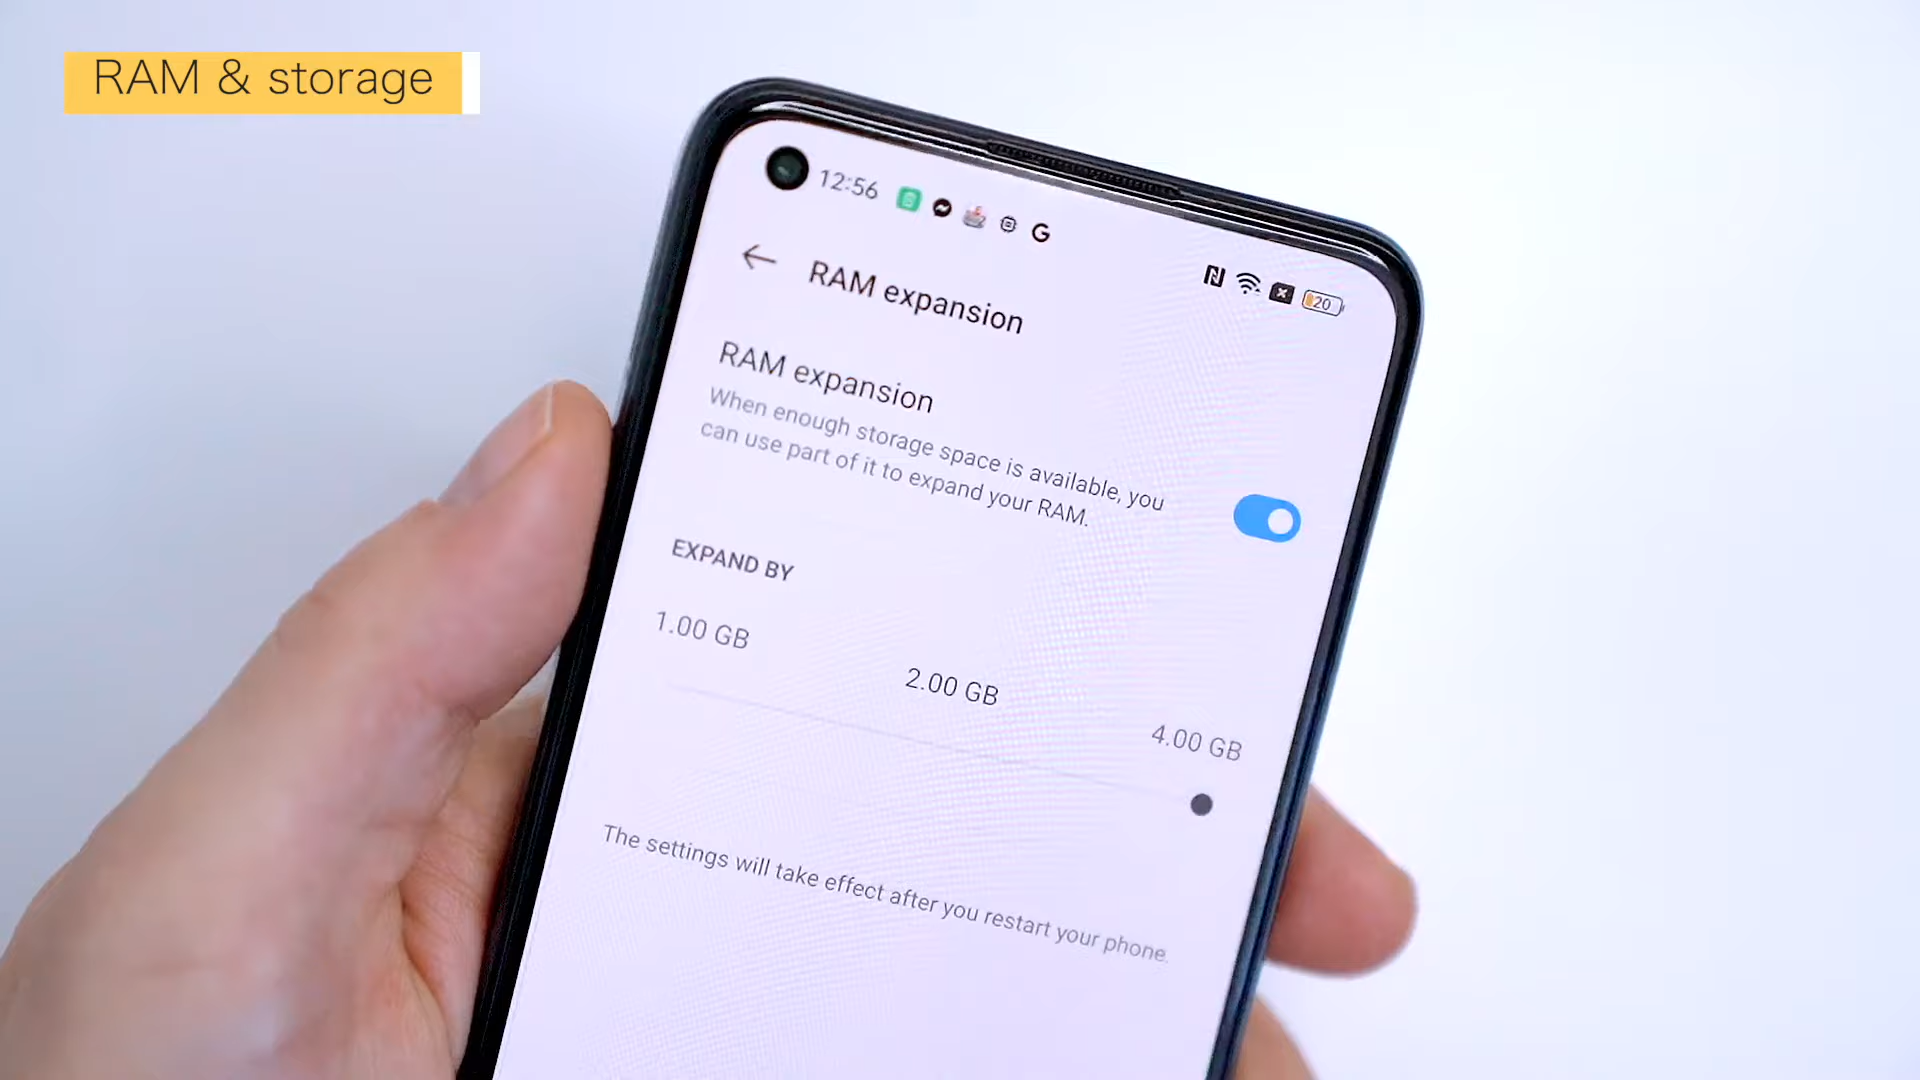 RAM & storage
12:56
20
RAM expansion
RAM expansion
When enough storage space is available, you
can use part of it to expand your RAM.
EXPAND BY
1.00 GB
2.00 GB
4.00 GB
The settings will take effect after you restart your phone.